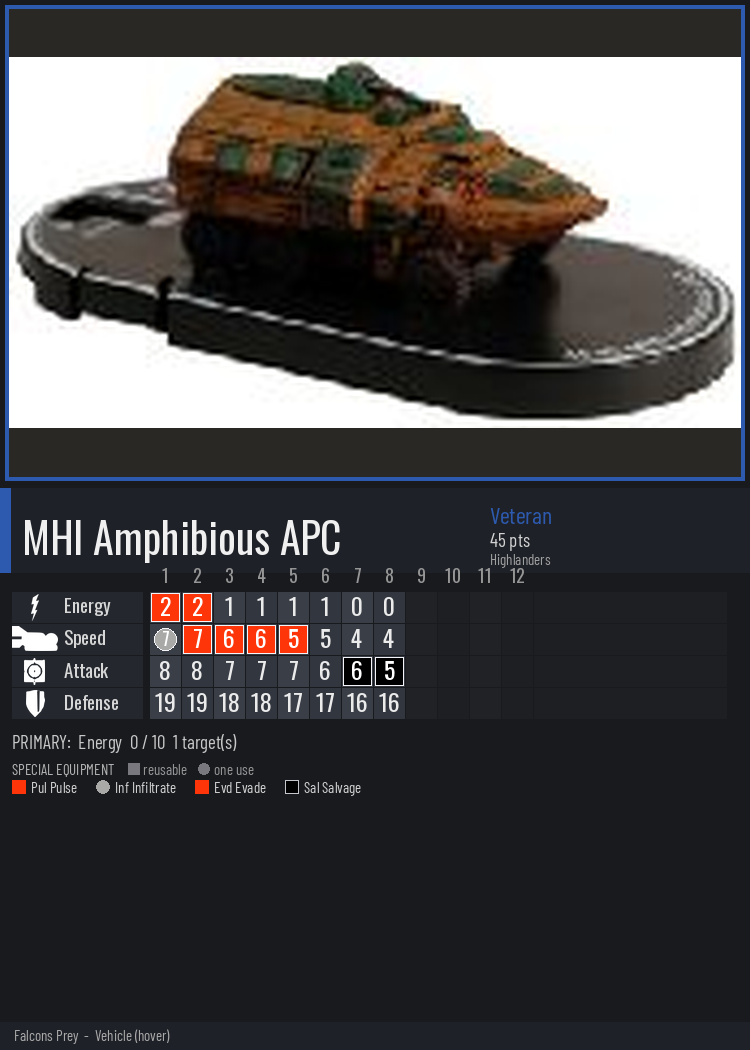 MHI Amphibious APC
Veteran
45 pts
Highlanders
1 2 3 4 5 6 7 8 9 10 11 12
Energy 2 2 1 1 1 1 0 0
Speed 7 7 6 6 5 5 4 4
Attack 8 8 7 7 7 6 6 5
Defense 19 19 18 18 17 17 16 16
PRIMARY: Energy 0 / 10 1 target(s)
SPECIAL EQUIPMENT reusable one use
Pul Pulse Inf Infiltrate Evd Evade Sal Salvage
Falcons Prey - Vehicle (hover)